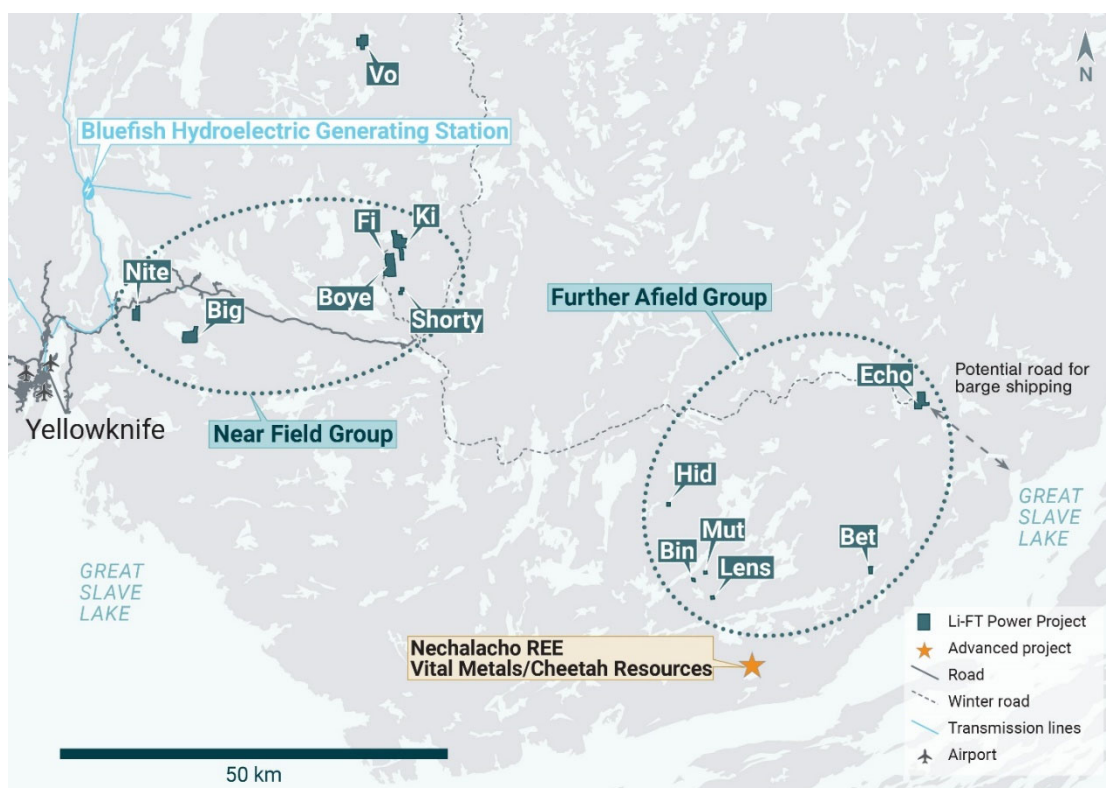 Vo
N
Bluefish Hydroelectric Generating Station
Fi
Ki
Nite
Big
Boye
Shorty
Further Afield Group
Echo
Potential road for
barge shipping
Yellowknife
Near Field Group
Hid
GREAT
SLAVE
LAKE
Mut
Bin
Bet
Lens
GREAT
SLAVE
LAKE
Nechalacho REE
Vital Metals/Cheetah Resources
Li-FT Power Project
Advanced project
Road
Winter road
Transmission lines
Airport
50 km